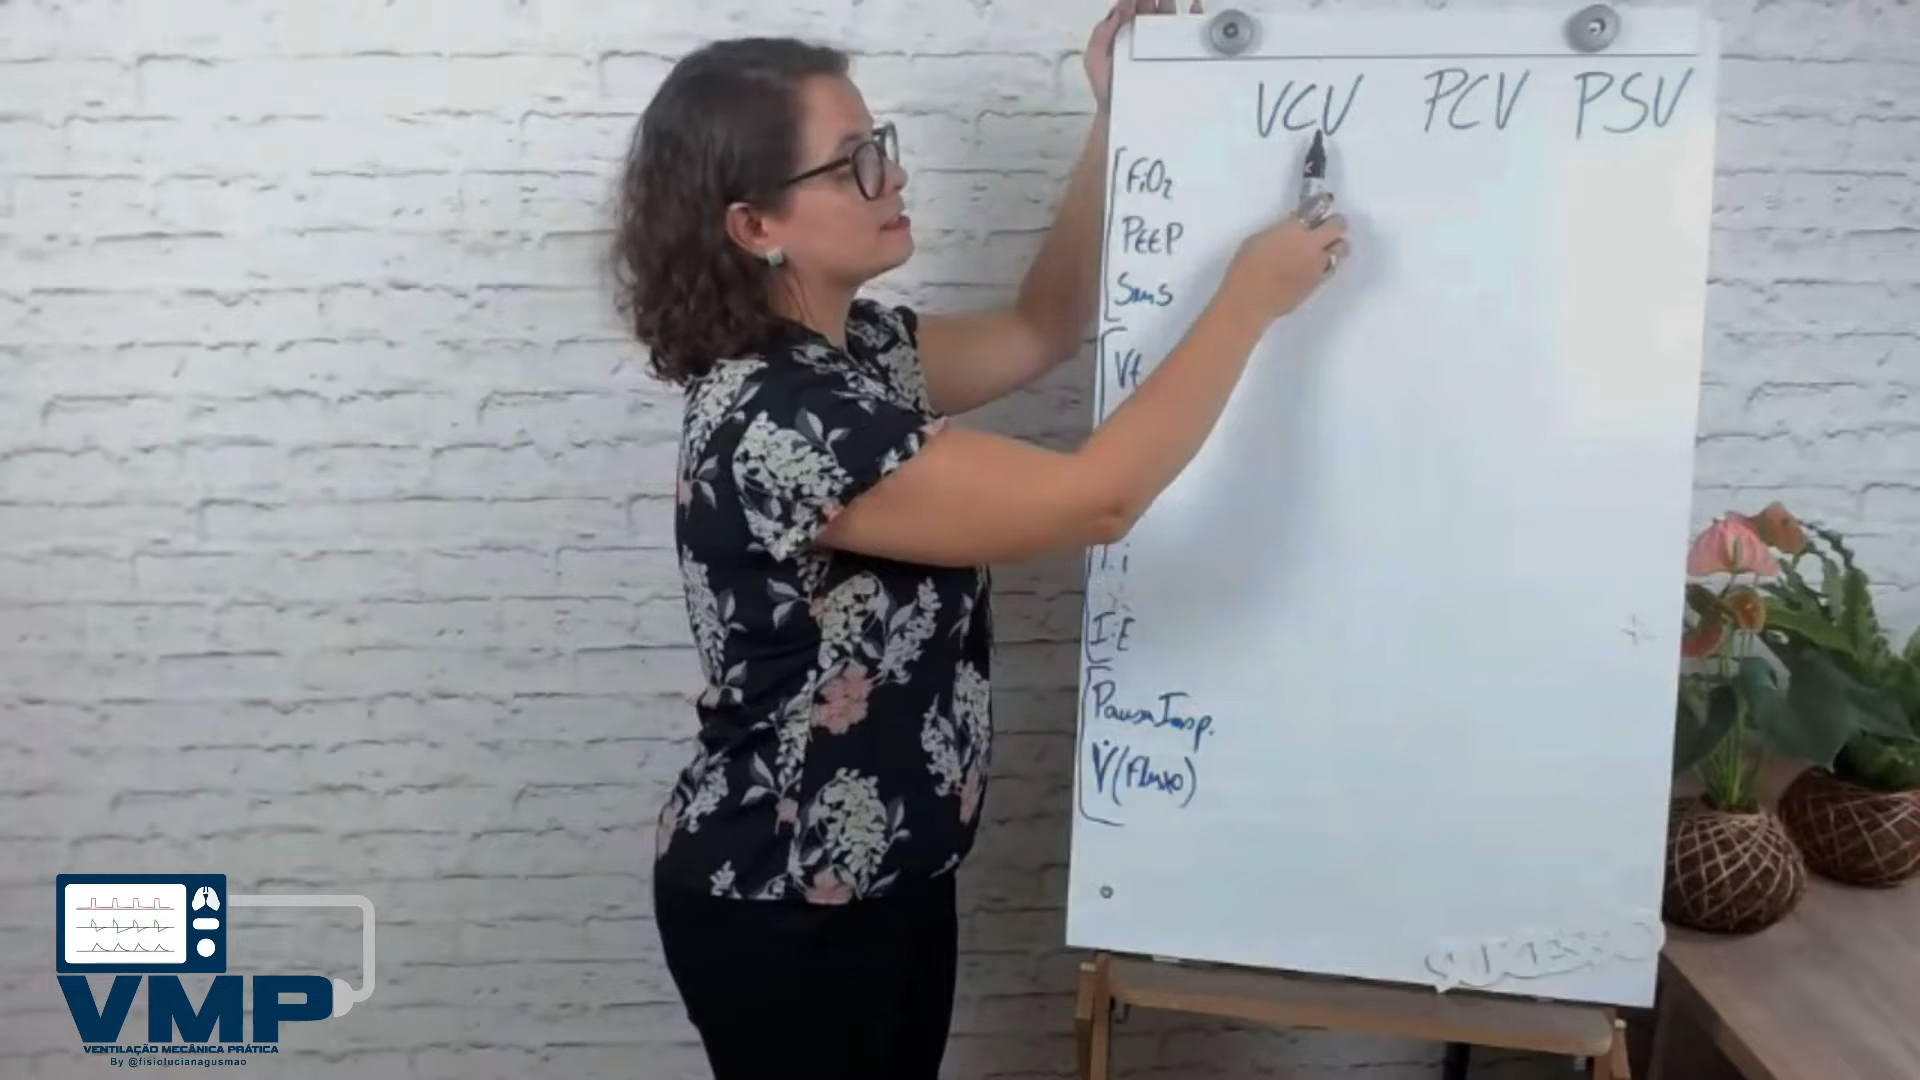 VCV PCV PSV
FiO2
PEEP
Sens
Vt
I:E
Pausa Insp.
V̇ (Fluxo)
VMP
VENTILAÇÃO MECÂNICA PRÁTICA
By @fisiolucianagusmao